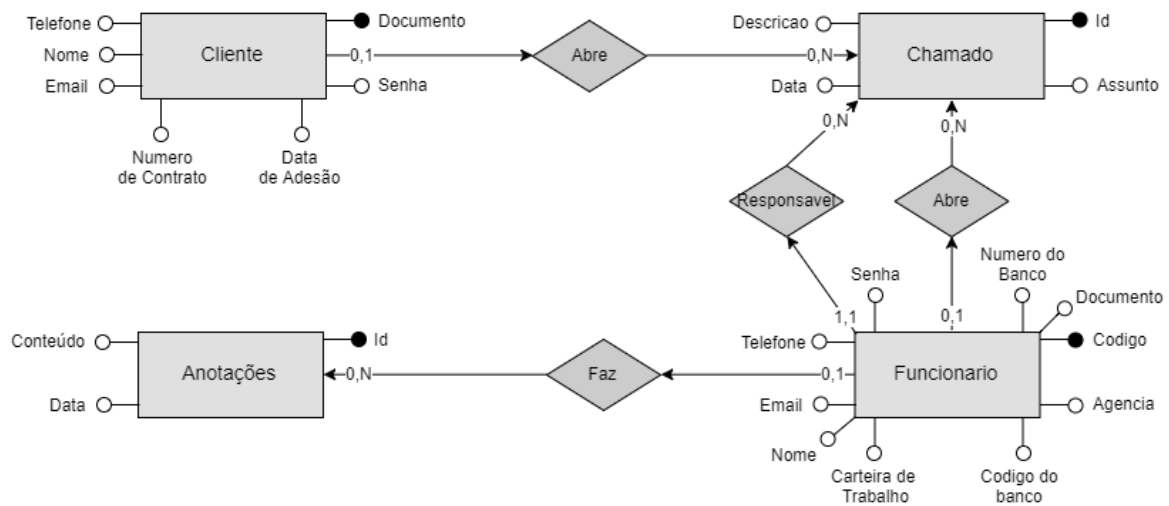 Telefone
Nome
Email
Cliente
Documento
Senha
0,1
Numero
de Contrato
Data
de Adesão
Abre
0,N
Descricao
Data
Chamado
Id
Assunto
0,N
0,N
Responsavel
Abre
1,1
0,1
Senha
Numero do
Banco
Documento
Codigo
Agencia
Telefone
Email
Nome
Funcionario
Carteira de
Trabalho
Codigo do
banco
0,1
Faz
0,N
Id
Anotações
Conteúdo
Data